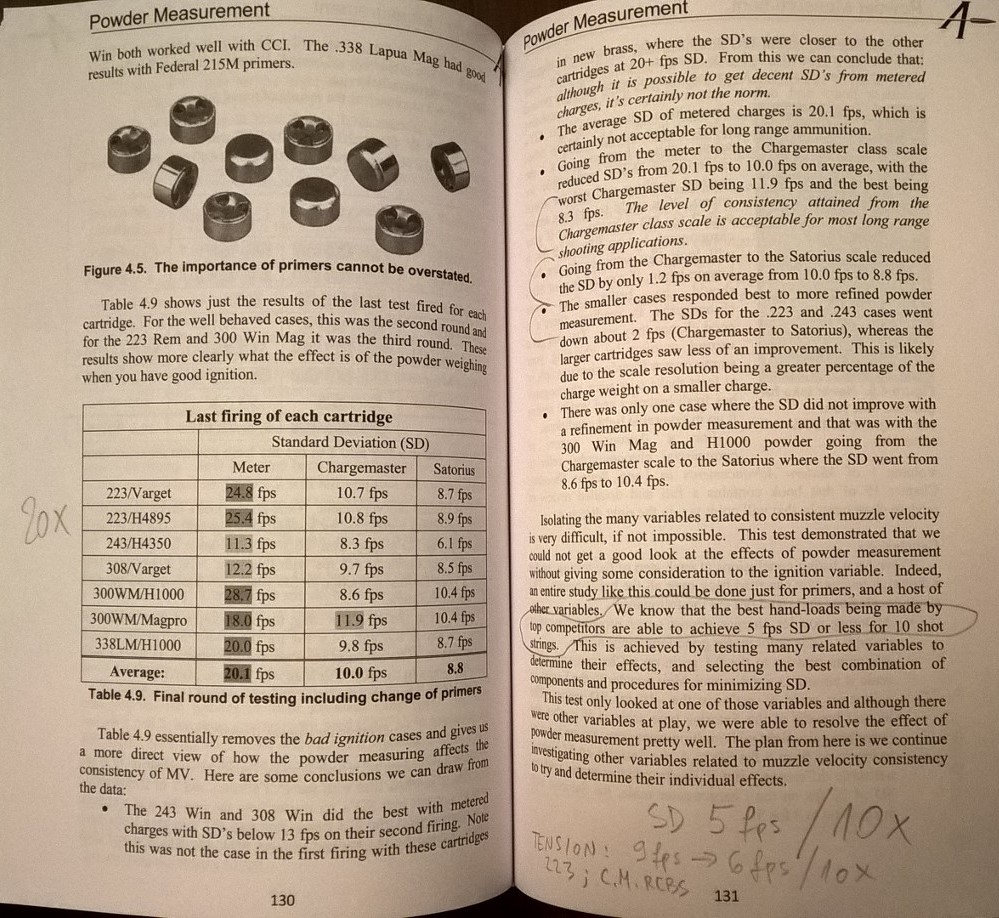 Powder Measurement
Win both worked well with CCI. The .338 Lapua Mag had good
results with Federal 215M primers.
Figure 4.5. The importance of primers cannot be overstated.
Table 4.9 shows just the results of the last test fired for each
cartridge. For the well behaved cases, this was the second round and
for the 223 Rem and 300 Win Mag it was the third round. These
results show more clearly what the effect is of the powder weighing
when you have good ignition.
Last firing of each cartridge
Standard Deviation (SD)
Meter Chargemaster Satorius
223/Varget 24.8 fps 10.7 fps 8.7 fps
223/H4895 25.4 fps 10.8 fps 8.9 fps
243/H4350 11.3 fps 8.3 fps 6.1 fps
308/Varget 12.2 fps 9.7 fps 8.5 fps
300WM/H1000 28.7 fps 8.6 fps 10.4 fps
300WM/Magpro 18.0 fps 11.9 fps 10.4 fps
338LM/H1000 20.0 fps 9.8 fps 8.7 fps
Average: 20.1 fps 10.0 fps 8.8
20x
Table 4.9. Final round of testing including change of primers
Table 4.9 essentially removes the bad ignition cases and gives us
a more direct view of how the powder measuring affects the
consistency of MV. Here are some conclusions we can draw from
the data:
• The 243 Win and 308 Win did the best with metered
charges with SD's below 13 fps on their second firing. Note
this was not the case in the first firing with these cartridges
130
Powder Measurement
A-
in new brass, where the SD's were closer to the other
cartridges at 20+ fps SD. From this we can conclude that:
although it is possible to get decent SD's from metered
charges, it's certainly not the norm.
• The average SD of metered charges is 20.1 fps, which is
certainly not acceptable for long range ammunition.
• Going from the meter to the Chargemaster class scale
reduced SD's from 20.1 fps to 10.0 fps on average, with the
worst Chargemaster SD being 11.9 fps and the best being
8.3 fps. The level of consistency attained from the
Chargemaster class scale is acceptable for most long range
shooting applications.
• Going from the Chargemaster to the Satorius scale reduced
the SD by only 1.2 fps on average from 10.0 fps to 8.8 fps.
• The smaller cases responded best to more refined powder
measurement. The SDs for the .223 and .243 cases went
down about 2 fps (Chargemaster to Satorius), whereas the
larger cartridges saw less of an improvement. This is likely
due to the scale resolution being a greater percentage of the
charge weight on a smaller charge.
• There was only one case where the SD did not improve with
a refinement in powder measurement and that was with the
300 Win Mag and H1000 powder going from the
Chargemaster scale to the Satorius where the SD went from
8.6 fps to 10.4 fps.
Isolating the many variables related to consistent muzzle velocity
is very difficult, if not impossible. This test demonstrated that we
could not get a good look at the effects of powder measurement
without giving some consideration to the ignition variable. Indeed,
an entire study like this could be done just for primers, and a host of
other variables. We know that the best hand-loads being made by
top competitors are able to achieve 5 fps SD or less for 10 shot
strings. This is achieved by testing many related variables to
determine their effects, and selecting the best combination of
components and procedures for minimizing SD.
This test only looked at one of those variables and although there
were other variables at play, we were able to resolve the effect of
powder measurement pretty well. The plan from here is we continue
investigating other variables related to muzzle velocity consistency
to try and determine their individual effects.
SD 5 fps / 10x
TENSION: 9 fps → 6 fps / 10x
223; C.M. RCBS
131